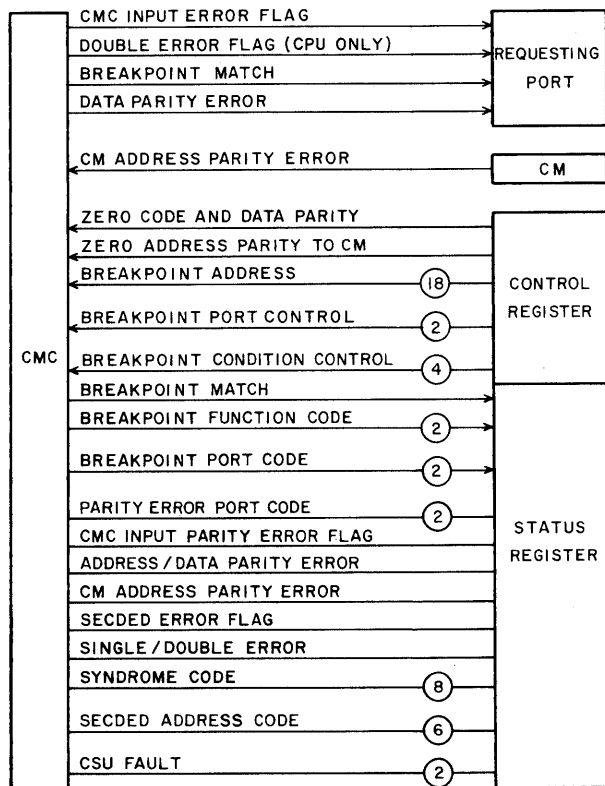 CMC INPUT ERROR FLAG
DOUBLE ERROR FLAG (CPU ONLY)
BREAKPOINT MATCH
DATA PARITY ERROR
REQUESTING
PORT
CM ADDRESS PARITY ERROR
CM
ZERO CODE AND DATA PARITY
ZERO ADDRESS PARITY TO CM
BREAKPOINT ADDRESS
18
BREAKPOINT PORT CONTROL
2
BREAKPOINT CONDITION CONTROL
4
CONTROL
REGISTER
CMC
BREAKPOINT MATCH
BREAKPOINT FUNCTION CODE
2
BREAKPOINT PORT CODE
2
PARITY ERROR PORT CODE
2
CMC INPUT PARITY ERROR FLAG
ADDRESS/DATA PARITY ERROR
CM ADDRESS PARITY ERROR
SECDED ERROR FLAG
SINGLE/DOUBLE ERROR
SYNDROME CODE
8
SECDED ADDRESS CODE
6
CSU FAULT
2
STATUS
REGISTER